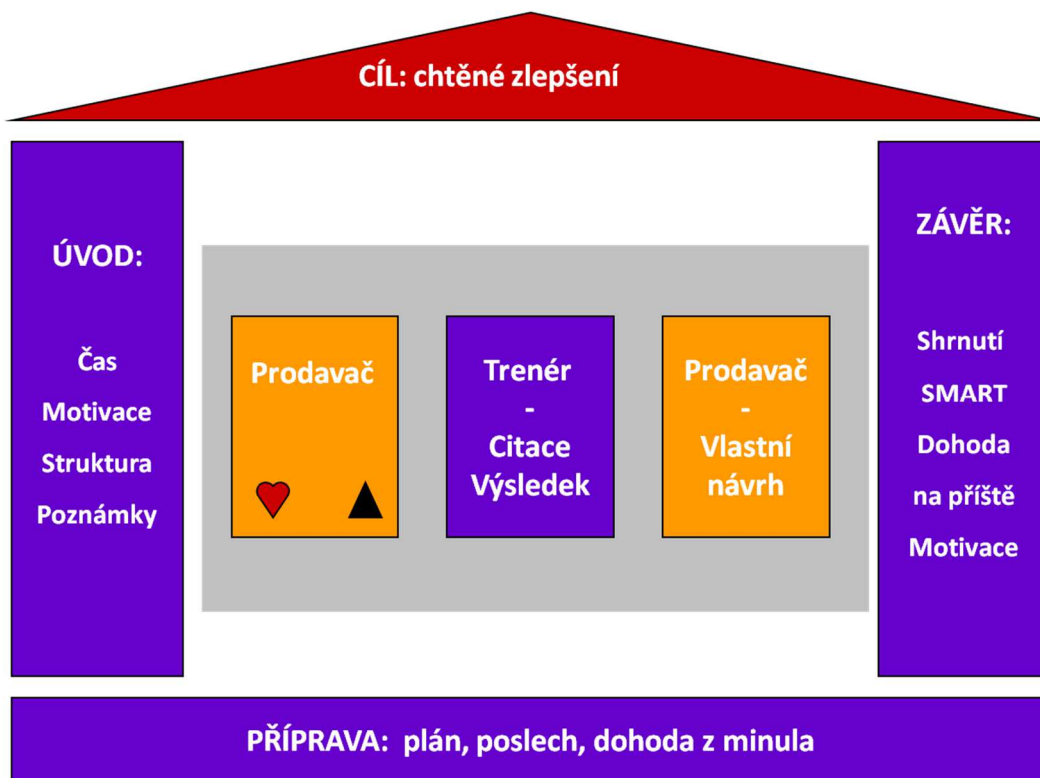 CÍL: chtěné zlepšení
ÚVOD:
Čas
Motivace
Struktura
Poznámky
Prodavač
Trenér
-
Citace
Výsledek
Prodavač
-
Vlastní
návrh
ZÁVĚR:
Shrnutí
SMART
Dohoda
na příště
Motivace
PŘÍPRAVA: plán, poslech, dohoda z minula